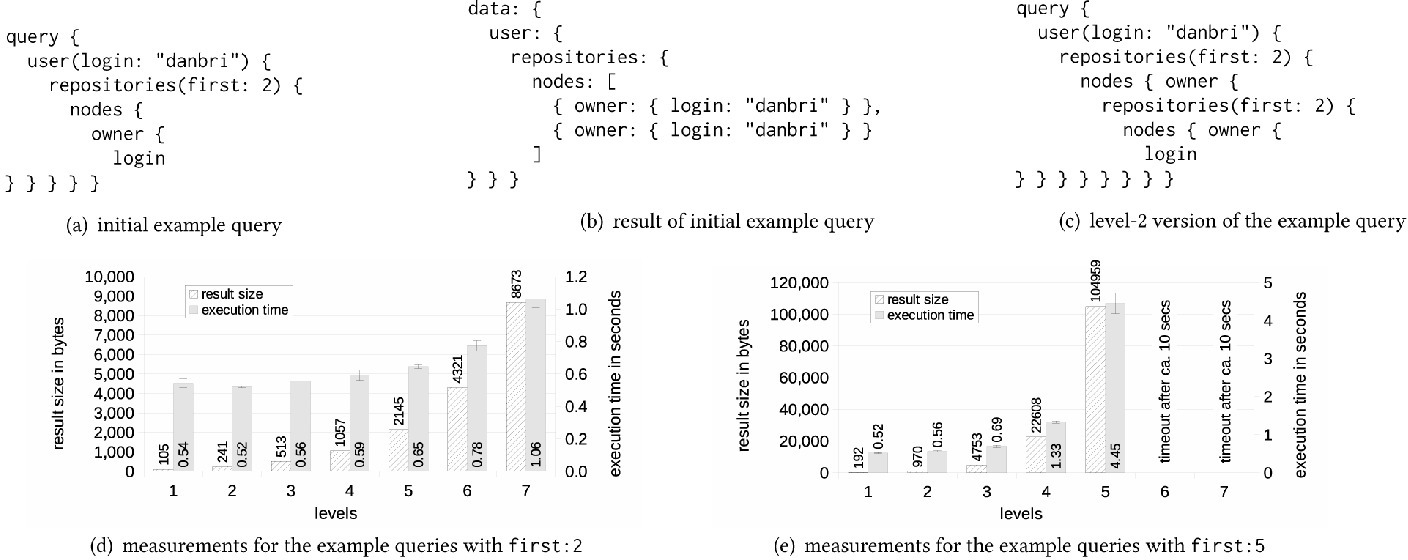 query {
user(login: "danbri") {
repositories(first: 2) {
nodes {
owner {
login
} } } } }
(a) initial example query
data: {
user: {
repositories: {
nodes: [
{ owner: { login: "danbri" } },
{ owner: { login: "danbri" } }
]
} } }
(b) result of initial example query
query {
user(login: "danbri") {
repositories(first: 2) {
nodes { owner {
repositories(first: 2) {
nodes { owner {
login
} } } } } } } }
(c) level-2 version of the example query
result size in bytes
10,000
9,000
8,000
7,000
6,000
5,000
4,000
3,000
2,000
1,000
0
result size
execution time
105
0.54
241
0.52
513
0.56
1057
0.59
2145
0.65
4321
0.78
8673
1.06
1.2
1.0
0.8
0.6
0.4
0.2
0.0
execution time in seconds
1 2 3 4 5 6 7
levels
(d) measurements for the example queries with first:2
result size in bytes
120,000
100,000
80,000
60,000
40,000
20,000
0
result size
execution time
192
0.52
970
0.56
4753
0.69
22608
1.33
104959
4.45
timeout after ca. 10 secs
timeout after ca. 10 secs
5
4
3
2
1
0
execution time in seconds
1 2 3 4 5 6 7
levels
(e) measurements for the example queries with first:5